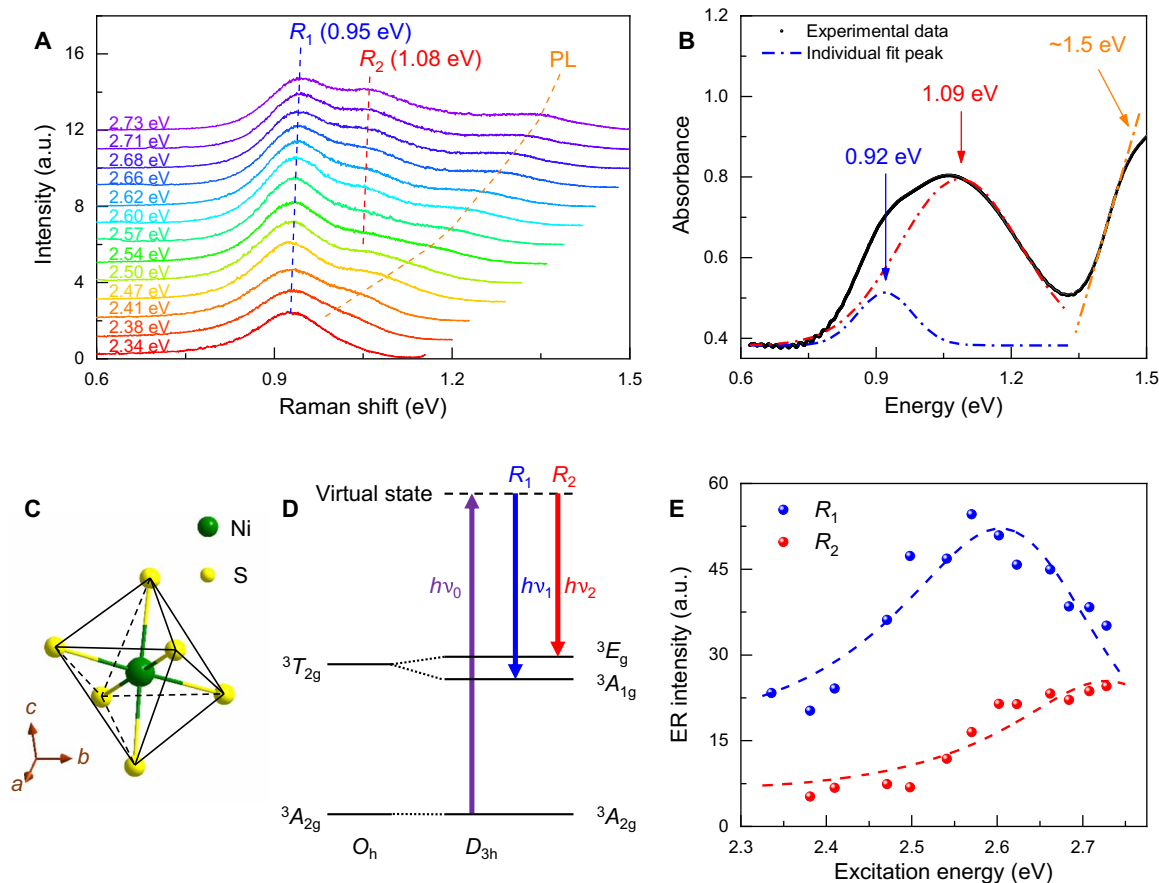 A
R1 (0.95 eV)
R2 (1.08 eV)
PL
Intensity (a.u.)
16
12
8
4
0
2.73 eV
2.71 eV
2.68 eV
2.66 eV
2.62 eV
2.60 eV
2.57 eV
2.54 eV
2.50 eV
2.47 eV
2.41 eV
2.38 eV
2.34 eV
0.6 0.9 1.2 1.5
Raman shift (eV)
B
Experimental data
Individual fit peak
~1.5 eV
1.09 eV
0.92 eV
Absorbance
1.2
1.0
0.8
0.6
0.4
0.6 0.9 1.2 1.5
Energy (eV)
C
Ni
S
c
b
a
D
Virtual state
R1 R2
hν0 hν1 hν2
3T2g
3Eg
3A1g
3A2g 3A2g
Oh D3h
E
R1
R2
ER intensity (a.u.)
60
45
30
15
0
2.3 2.4 2.5 2.6 2.7
Excitation energy (eV)